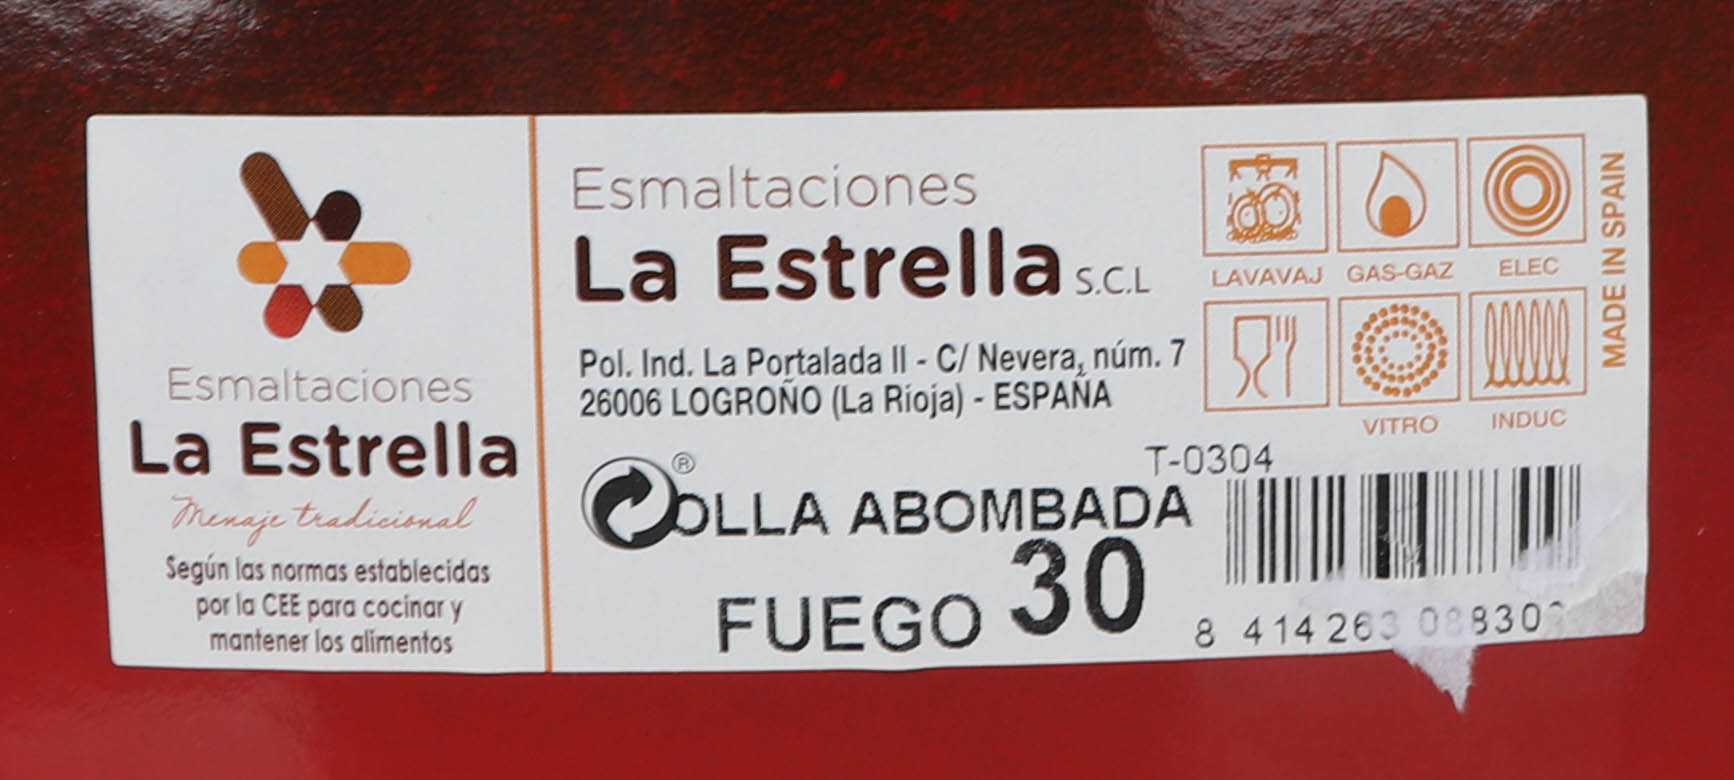 Esmaltaciones
La Estrella
Menaje tradicional
Según las normas establecidas
por la CEE para cocinar y
mantener los alimentos
Esmaltaciones
La Estrella S.C.L
Pol. Ind. La Portalada II - C/ Nevera, núm. 7
26006 LOGROÑO (La Rioja) - ESPAÑA
®
OLLA ABOMBADA
FUEGO 30
LAVAVAJ GAS-GAZ ELEC
VITRO INDUC
MADE IN SPAIN
T-0304
8 414263